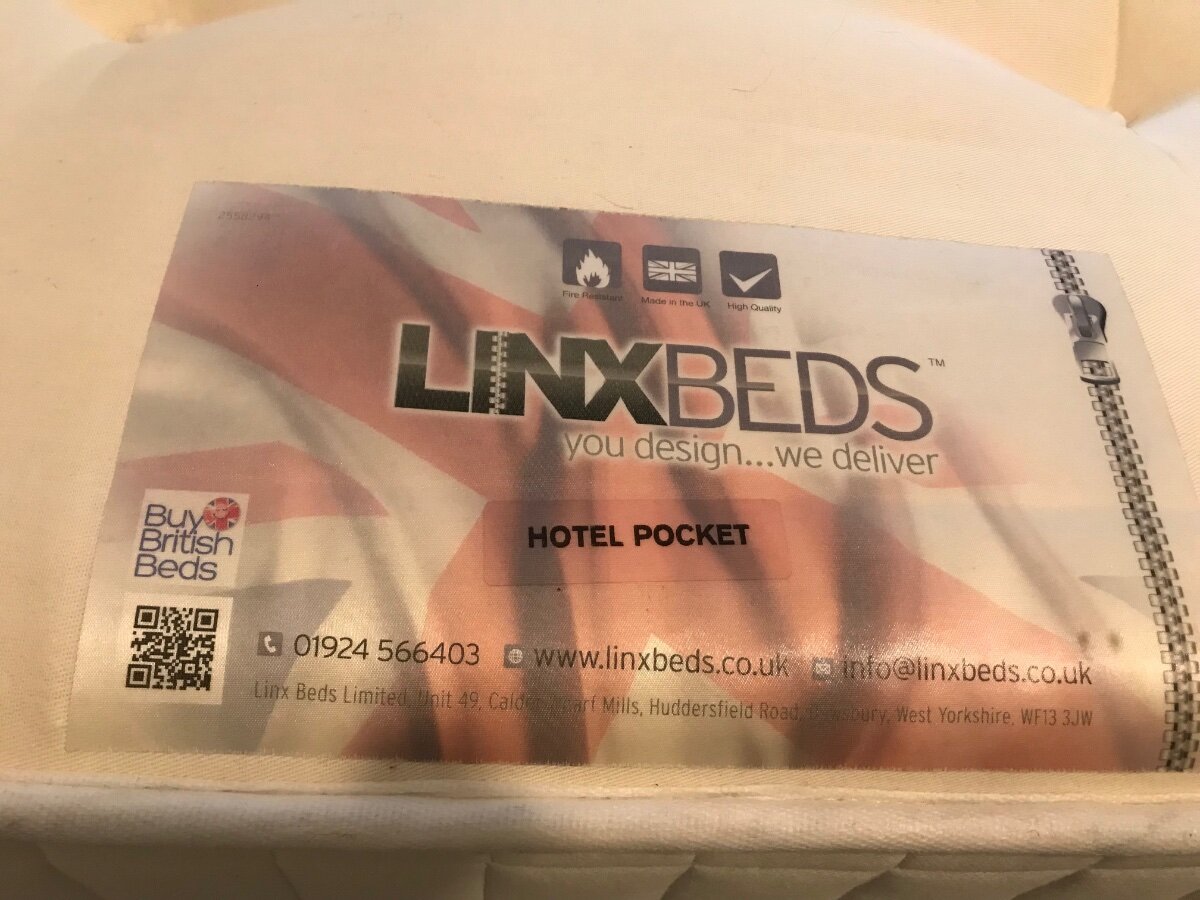 Fire Resistant
Made in the UK
High Quality
LINXBEDS™
you design...we deliver
HOTEL POCKET
Buy
British
Beds
01924 566403 www.linxbeds.co.uk info@linxbeds.co.uk
Linx Beds Limited, Unit 49, Mills, Huddersfield Road, West Yorkshire, WF13 3JW